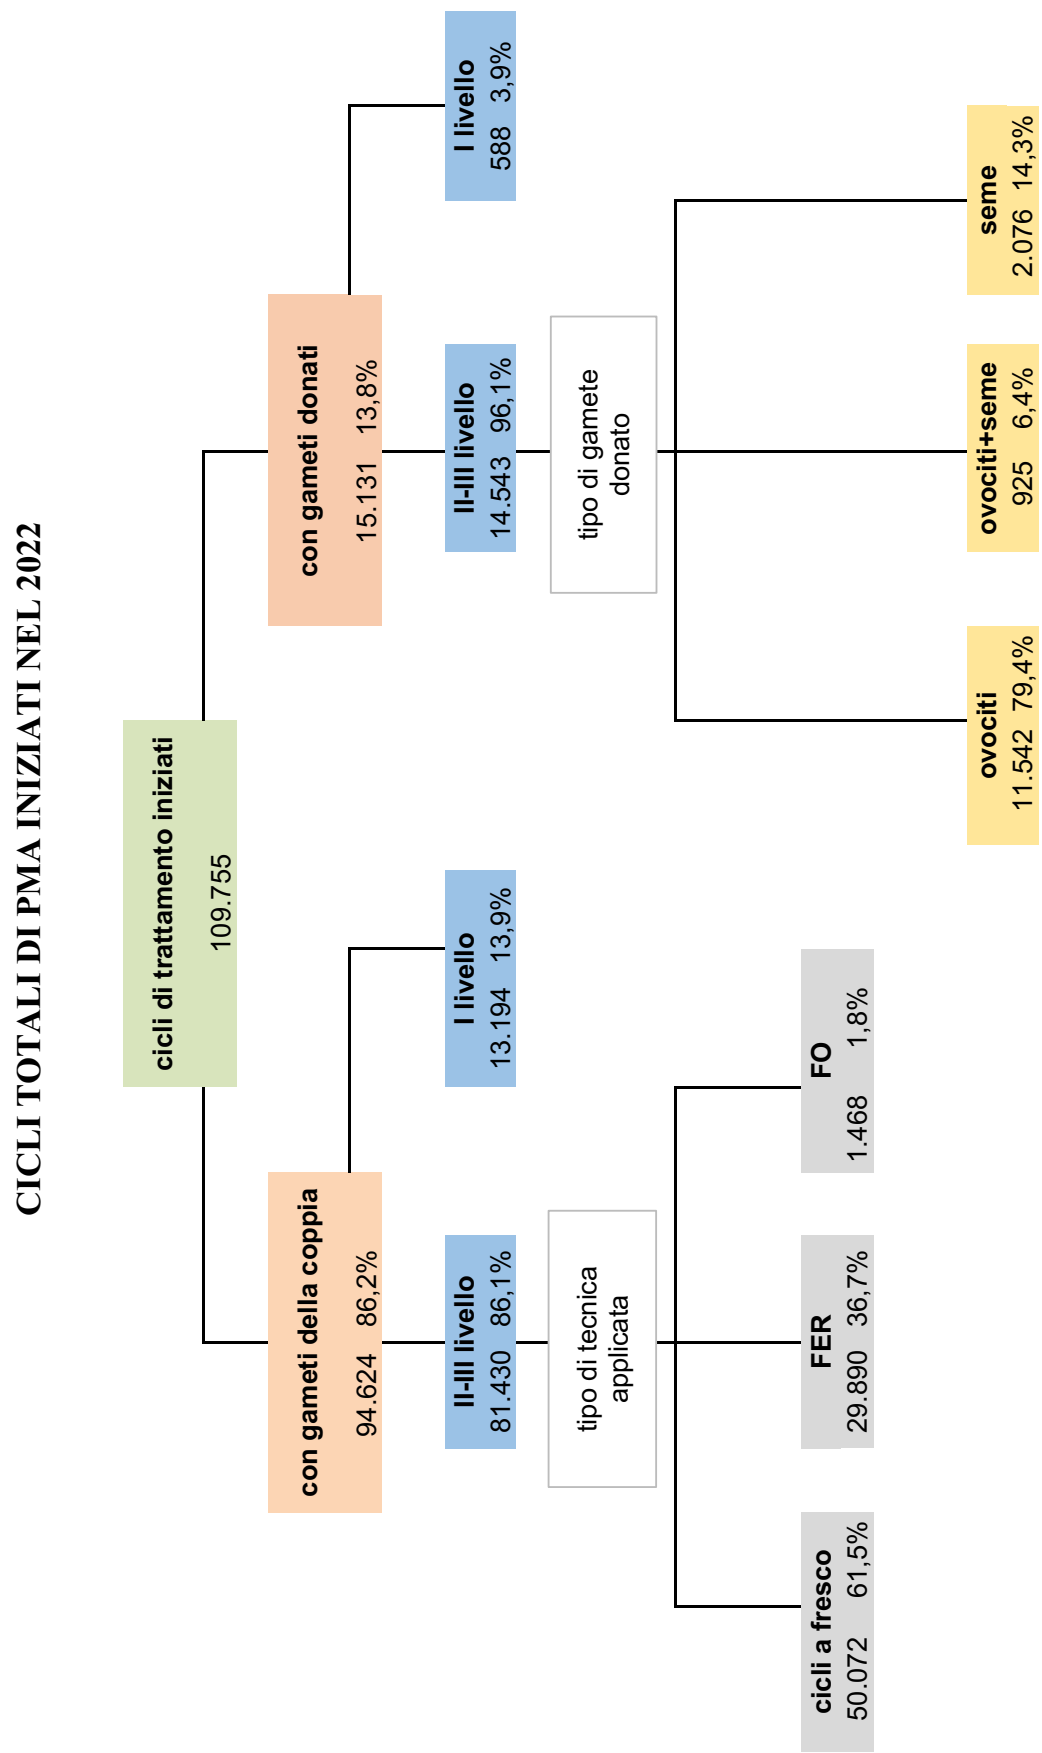 CICLI TOTALI DI PMA INIZIATI NEL 2022
cicli di trattamento iniziati
109.755
con gameti della coppia
94.624 86,2%
con gameti donati
15.131 13,8%
II-III livello
81.430 86,1%
I livello
13.194 13,9%
II-III livello
14.543 96,1%
I livello
588 3,9%
tipo di tecnica
applicata
tipo di gamete
donato
cicli a fresco
50.072 61,5%
FER
29.890 36,7%
FO
1.468 1,8%
ovociti
11.542 79,4%
ovociti+seme
925 6,4%
seme
2.076 14,3%